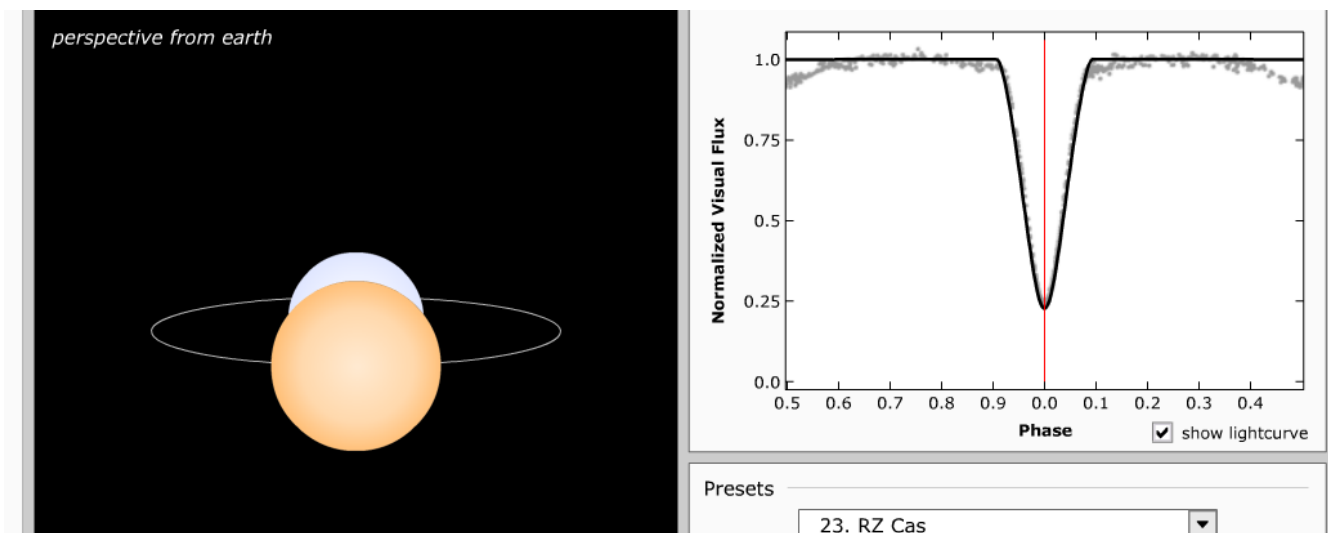 perspective from earth
Normalized Visual Flux
1.0
0.75
0.5
0.25
0.0
0.5 0.6 0.7 0.8 0.9 0.0 0.1 0.2 0.3 0.4
Phase
show lightcurve
Presets
23. RZ Cas